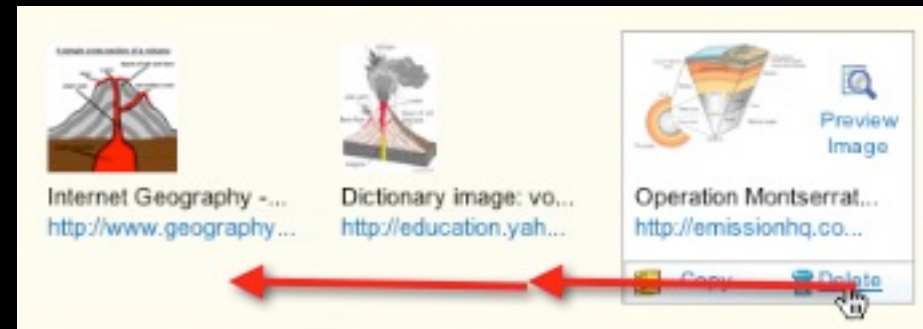 Internet Geography -...
http://www.geography...
Dictionary image: vo...
http://education.yah...
Preview
Image
Operation Montserrat...
http://emissionhq.co...
Copy
Delete